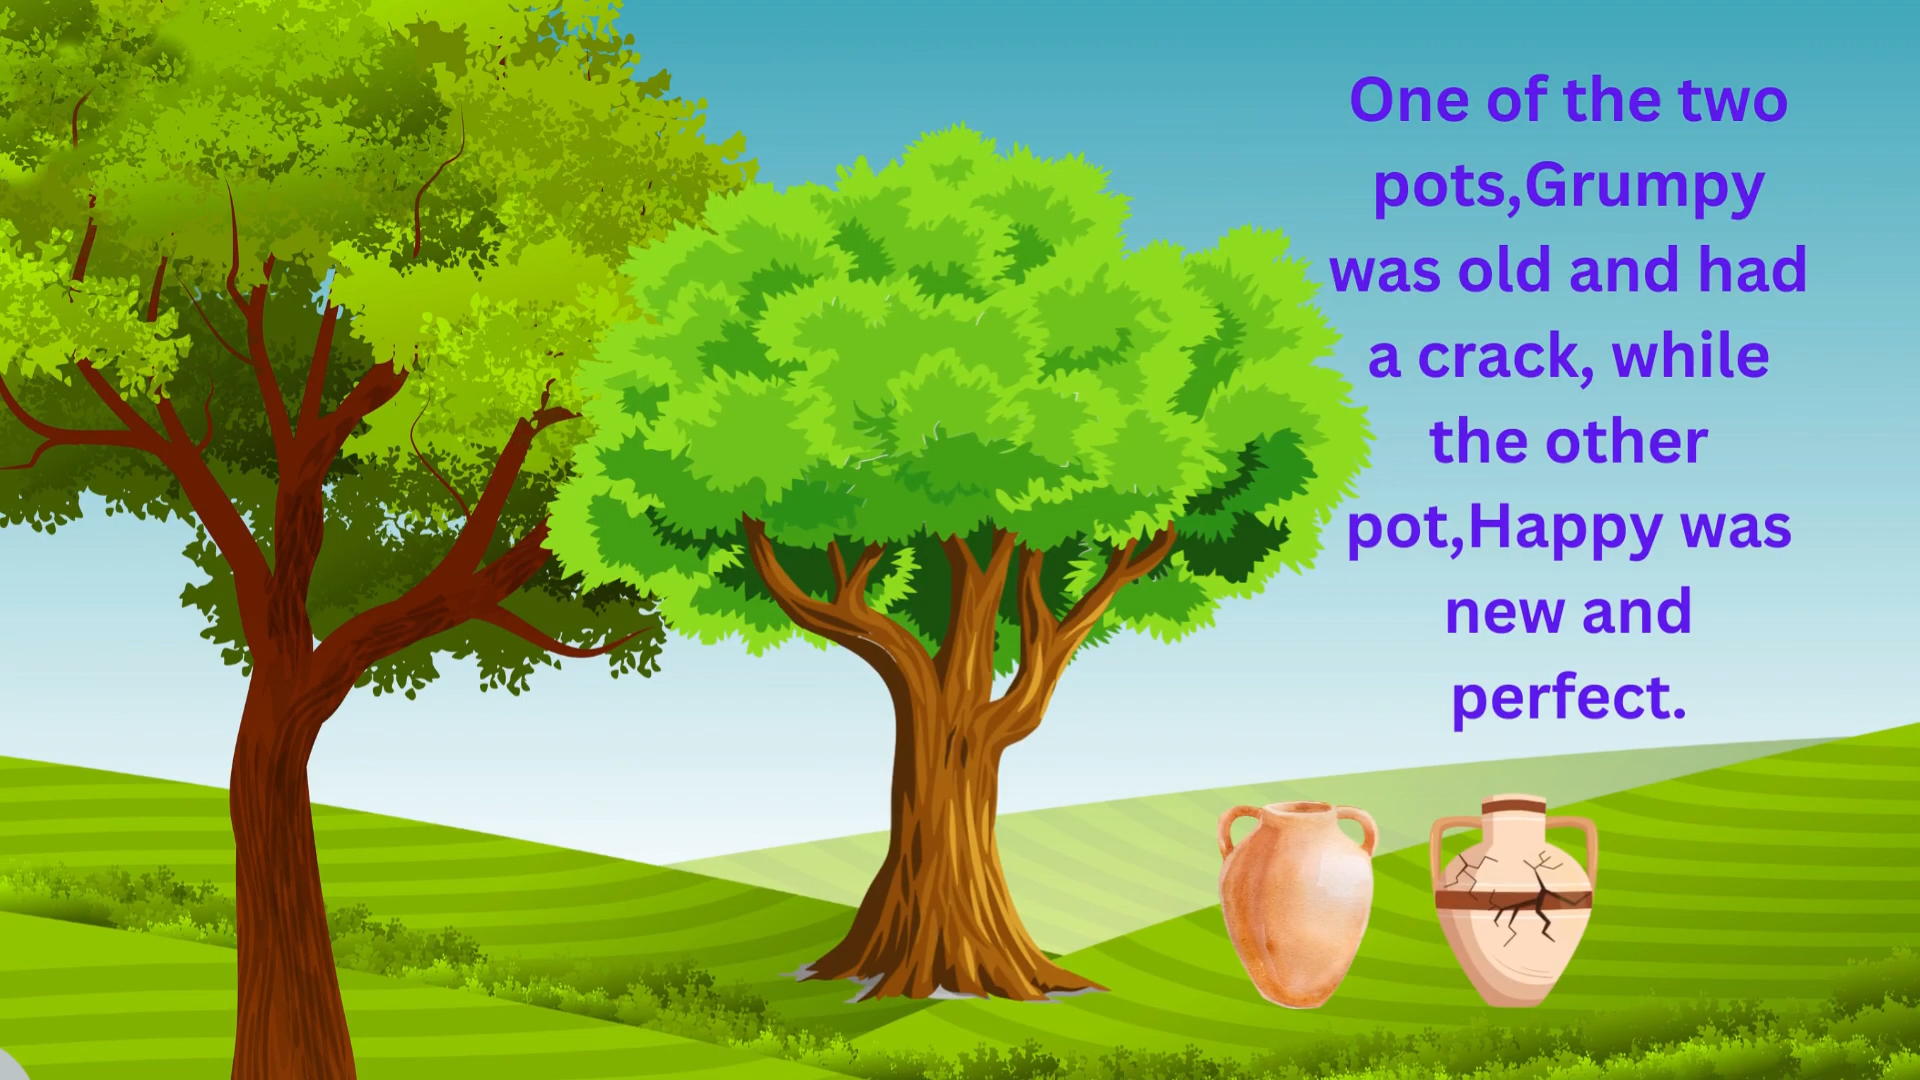 One of the two
pots,Grumpy
was old and had
a crack, while
the other
pot,Happy was
new and
perfect.